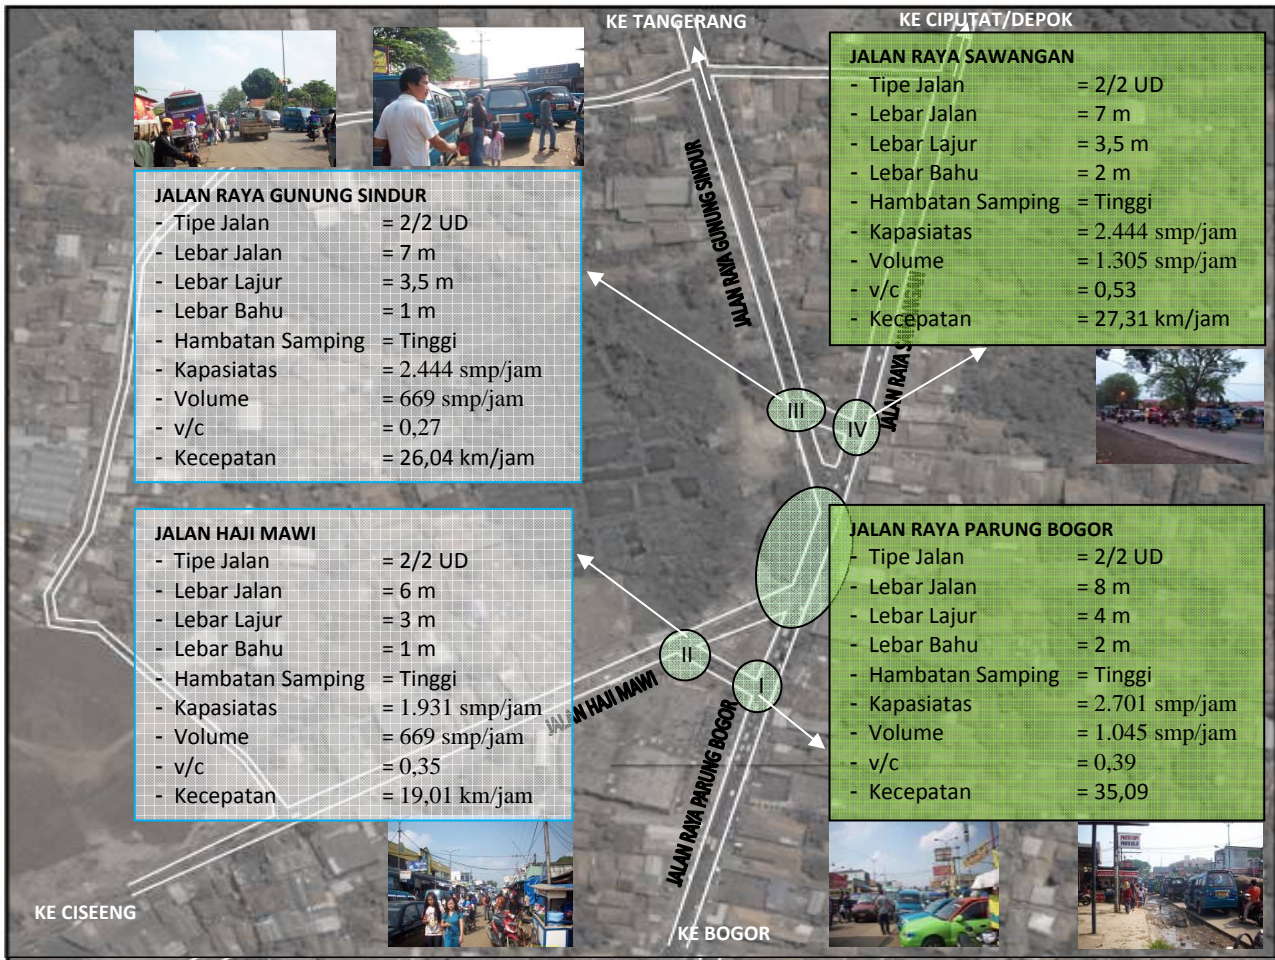 KE TANGERANG
KE CIPUTAT/DEPOK
JALAN RAYA SAWANGAN
- Tipe Jalan = 2/2 UD
- Lebar Jalan = 7 m
- Lebar Lajur = 3,5 m
- Lebar Bahu = 2 m
- Hambatan Samping = Tinggi
- Kapasiatas = 2.444 smp/jam
- Volume = 1.305 smp/jam
- v/c = 0,53
- Kecepatan = 27,31 km/jam
JALAN RAYA GUNUNG SINDUR
- Tipe Jalan = 2/2 UD
- Lebar Jalan = 7 m
- Lebar Lajur = 3,5 m
- Lebar Bahu = 1 m
- Hambatan Samping = Tinggi
- Kapasiatas = 2.444 smp/jam
- Volume = 669 smp/jam
- v/c = 0,27
- Kecepatan = 26,04 km/jam
JALAN RAYA GUNUNG SINDUR
JALAN RAYA SAWANGAN
III
IV
JALAN HAJI MAWI
- Tipe Jalan = 2/2 UD
- Lebar Jalan = 6 m
- Lebar Lajur = 3 m
- Lebar Bahu = 1 m
- Hambatan Samping = Tinggi
- Kapasiatas = 1.931 smp/jam
- Volume = 669 smp/jam
- v/c = 0,35
- Kecepatan = 19,01 km/jam
JALAN RAYA PARUNG BOGOR
- Tipe Jalan = 2/2 UD
- Lebar Jalan = 8 m
- Lebar Lajur = 4 m
- Lebar Bahu = 2 m
- Hambatan Samping = Tinggi
- Kapasiatas = 2.701 smp/jam
- Volume = 1.045 smp/jam
- v/c = 0,39
- Kecepatan = 35,09
II
I
JALAN HAJI MAWI
JALAN RAYA PARUNG BOGOR
KE CISEENG
KE BOGOR